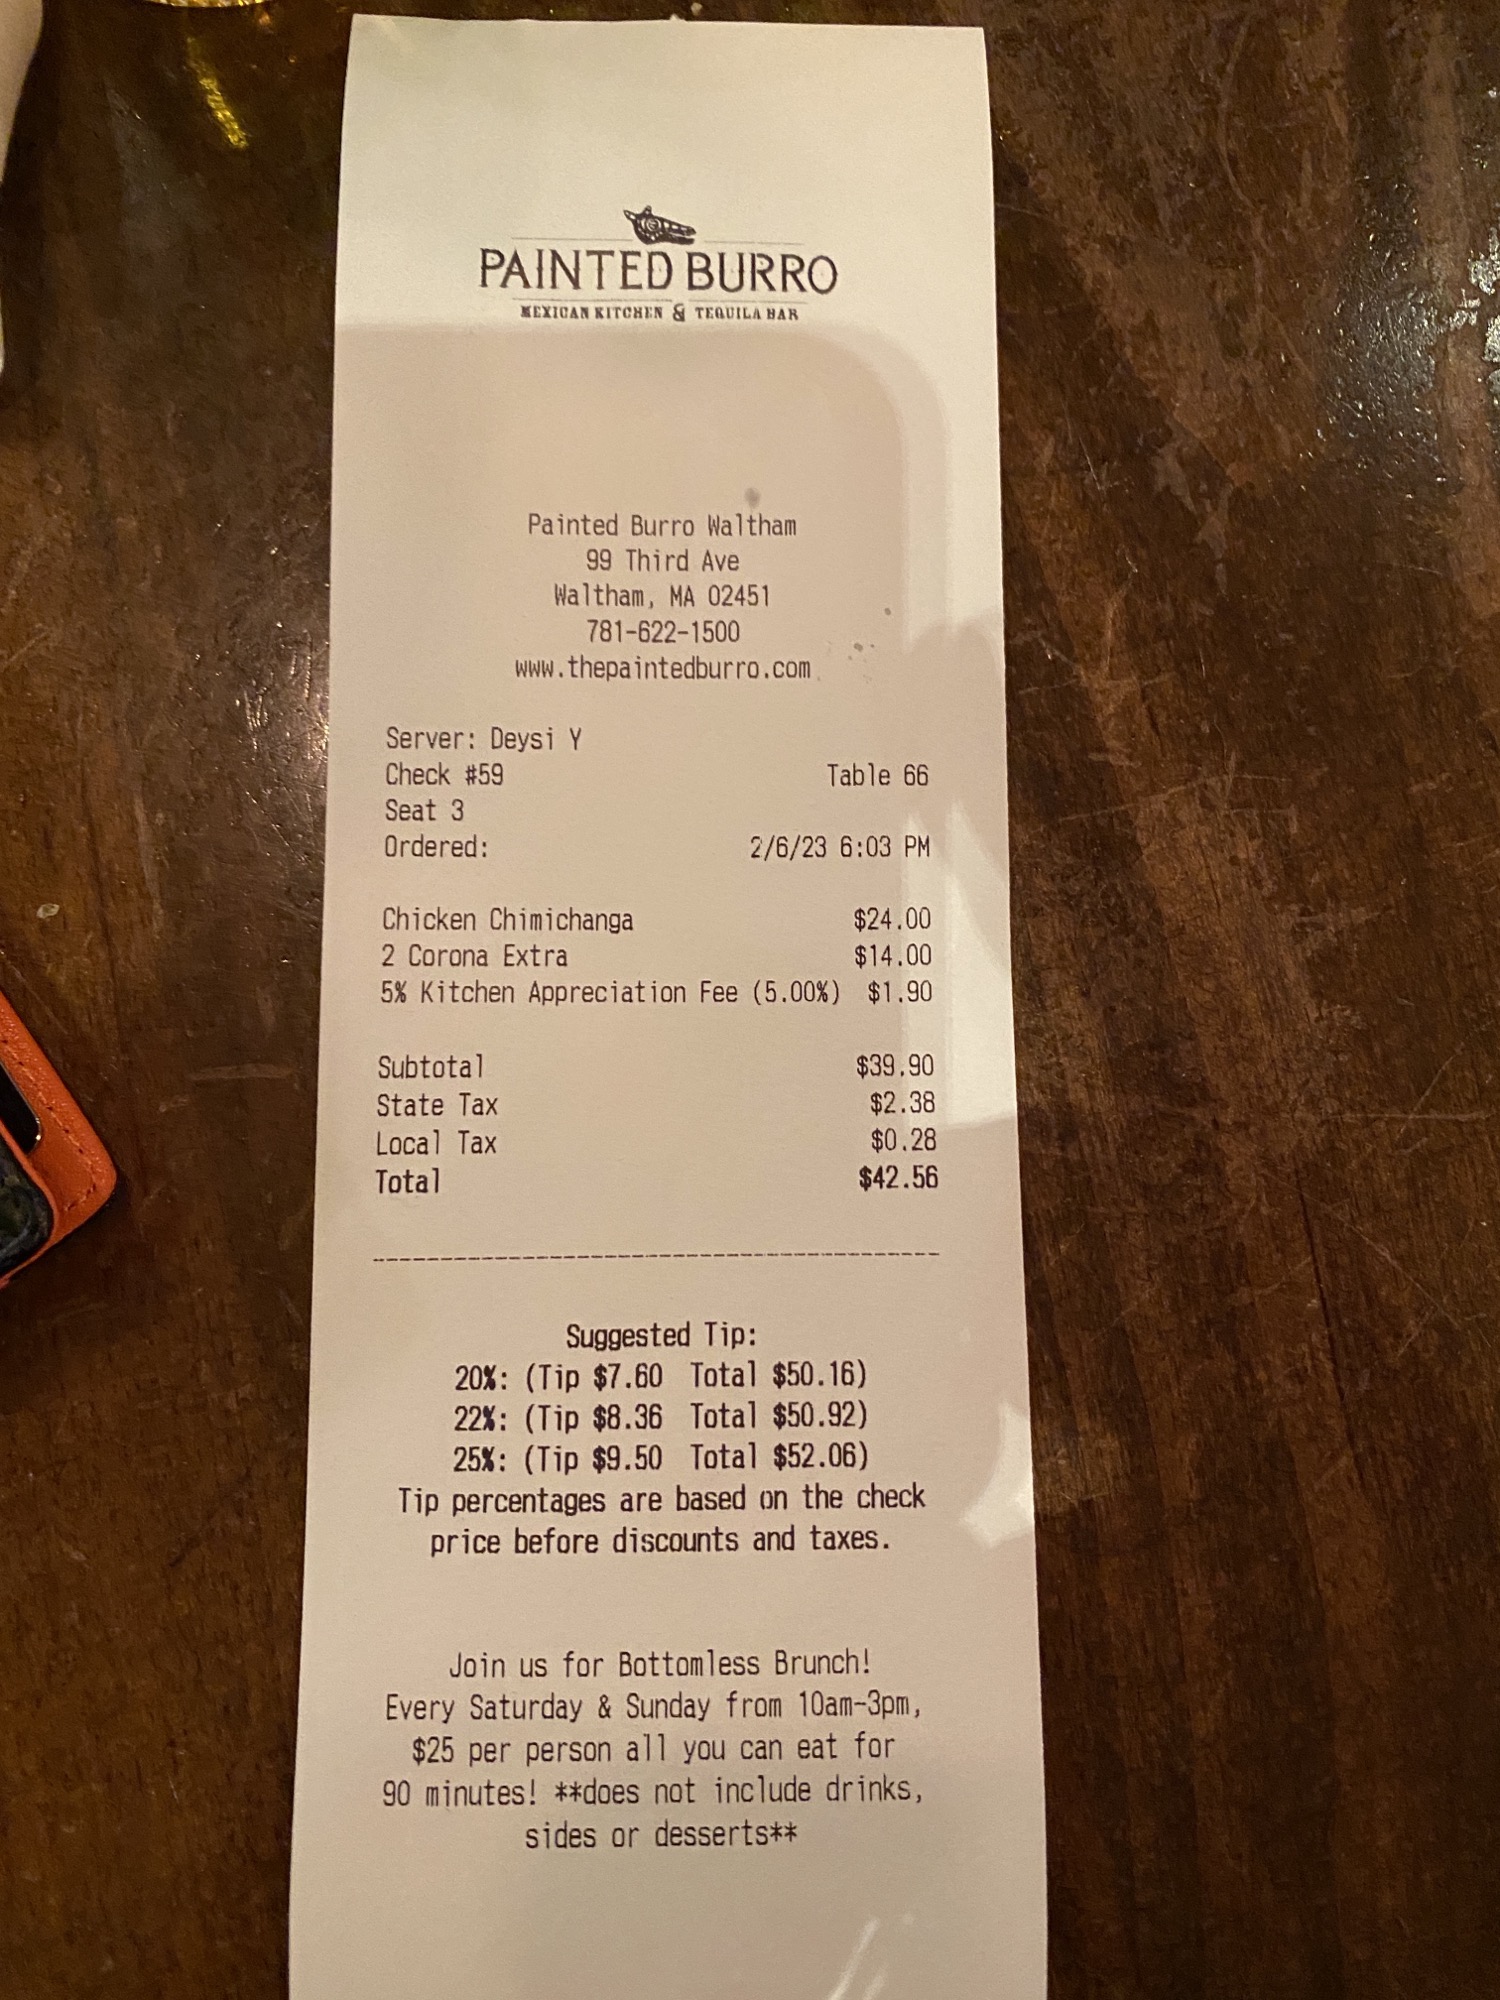 PAINTED BURRO
MEXICAN KITCHEN & TEQUILA BAR
Painted Burro Waltham
99 Third Ave
Waltham, MA 02451
781-622-1500
www.thepaintedburro.com
Server: Deysi Y
Check #59 Table 66
Seat 3
Ordered: 2/6/23 6:03 PM
Chicken Chimichanga $24.00
2 Corona Extra $14.00
5% Kitchen Appreciation Fee (5.00%) $1.90
Subtotal $39.90
State Tax $2.38
Local Tax $0.28
Total $42.56
Suggested Tip:
20%: (Tip $7.60 Total $50.16)
22%: (Tip $8.36 Total $50.92)
25%: (Tip $9.50 Total $52.06)
Tip percentages are based on the check
price before discounts and taxes.
Join us for Bottomless Brunch!
Every Saturday & Sunday from 10am-3pm,
$25 per person all you can eat for
90 minutes! **does not include drinks,
sides or desserts**